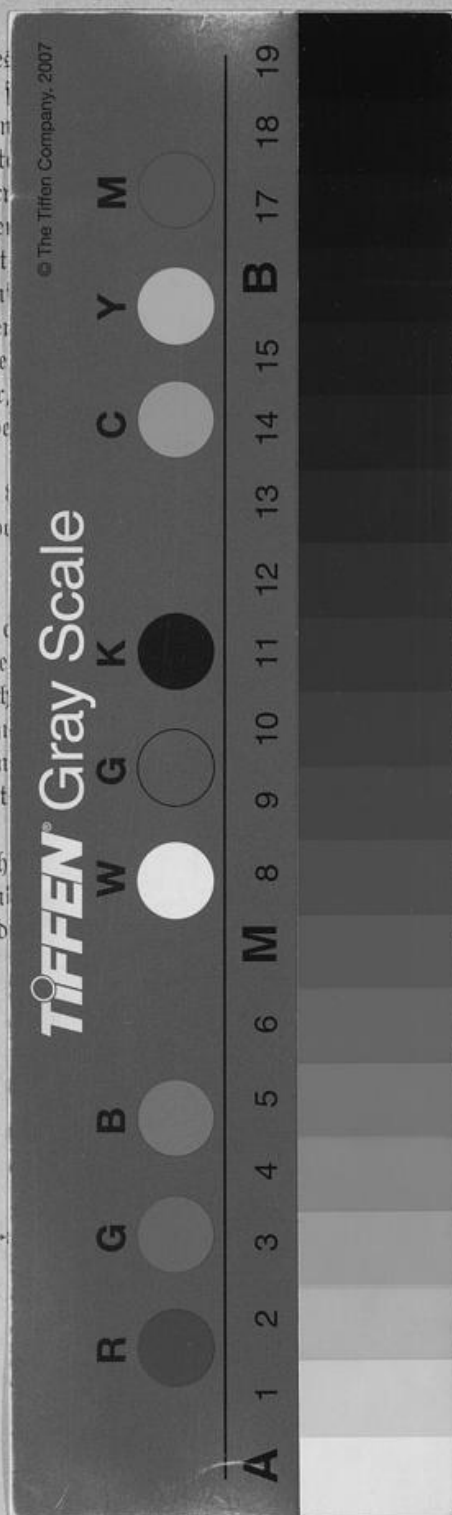 © The Tiffen Company, 2007
TIFFEN® Gray Scale
R G B W G K C Y M
A 1 2 3 4 5 6 M 8 9 10 11 12 13 14 15 B 17 18 19